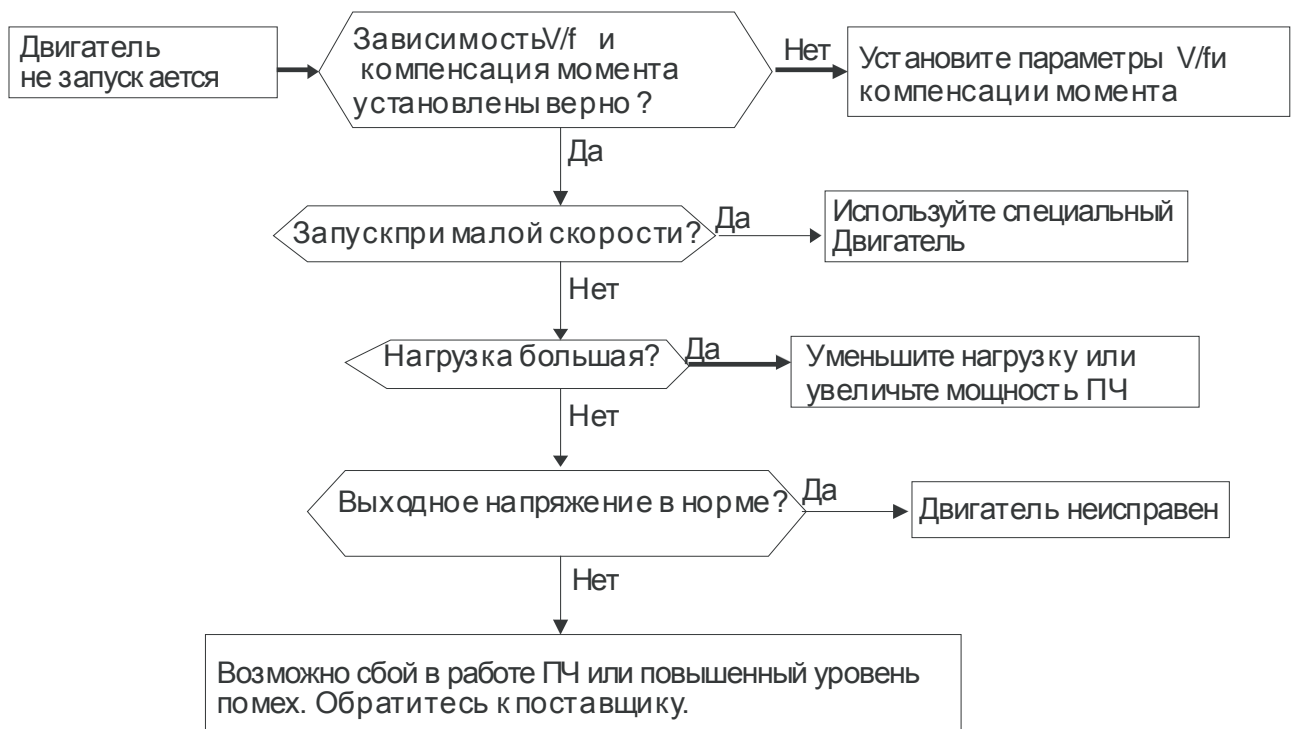 Двигатель
не запускается
Зависимость V/f и
компенсация момента
установлены верно?
Нет
Установите параметры V/f и
компенсации момента
Да
Запуск при малой скорости?
Да
Используйте специальный
Двигатель
Нет
Нагрузка большая?
Да
Уменьшите нагрузку или
увеличьте мощность ПЧ
Нет
Выходное напряжение в норме?
Да
Двигатель неисправен
Нет
Возможно сбой в работе ПЧ или повышенный уровень
помех. Обратитесь к поставщику.